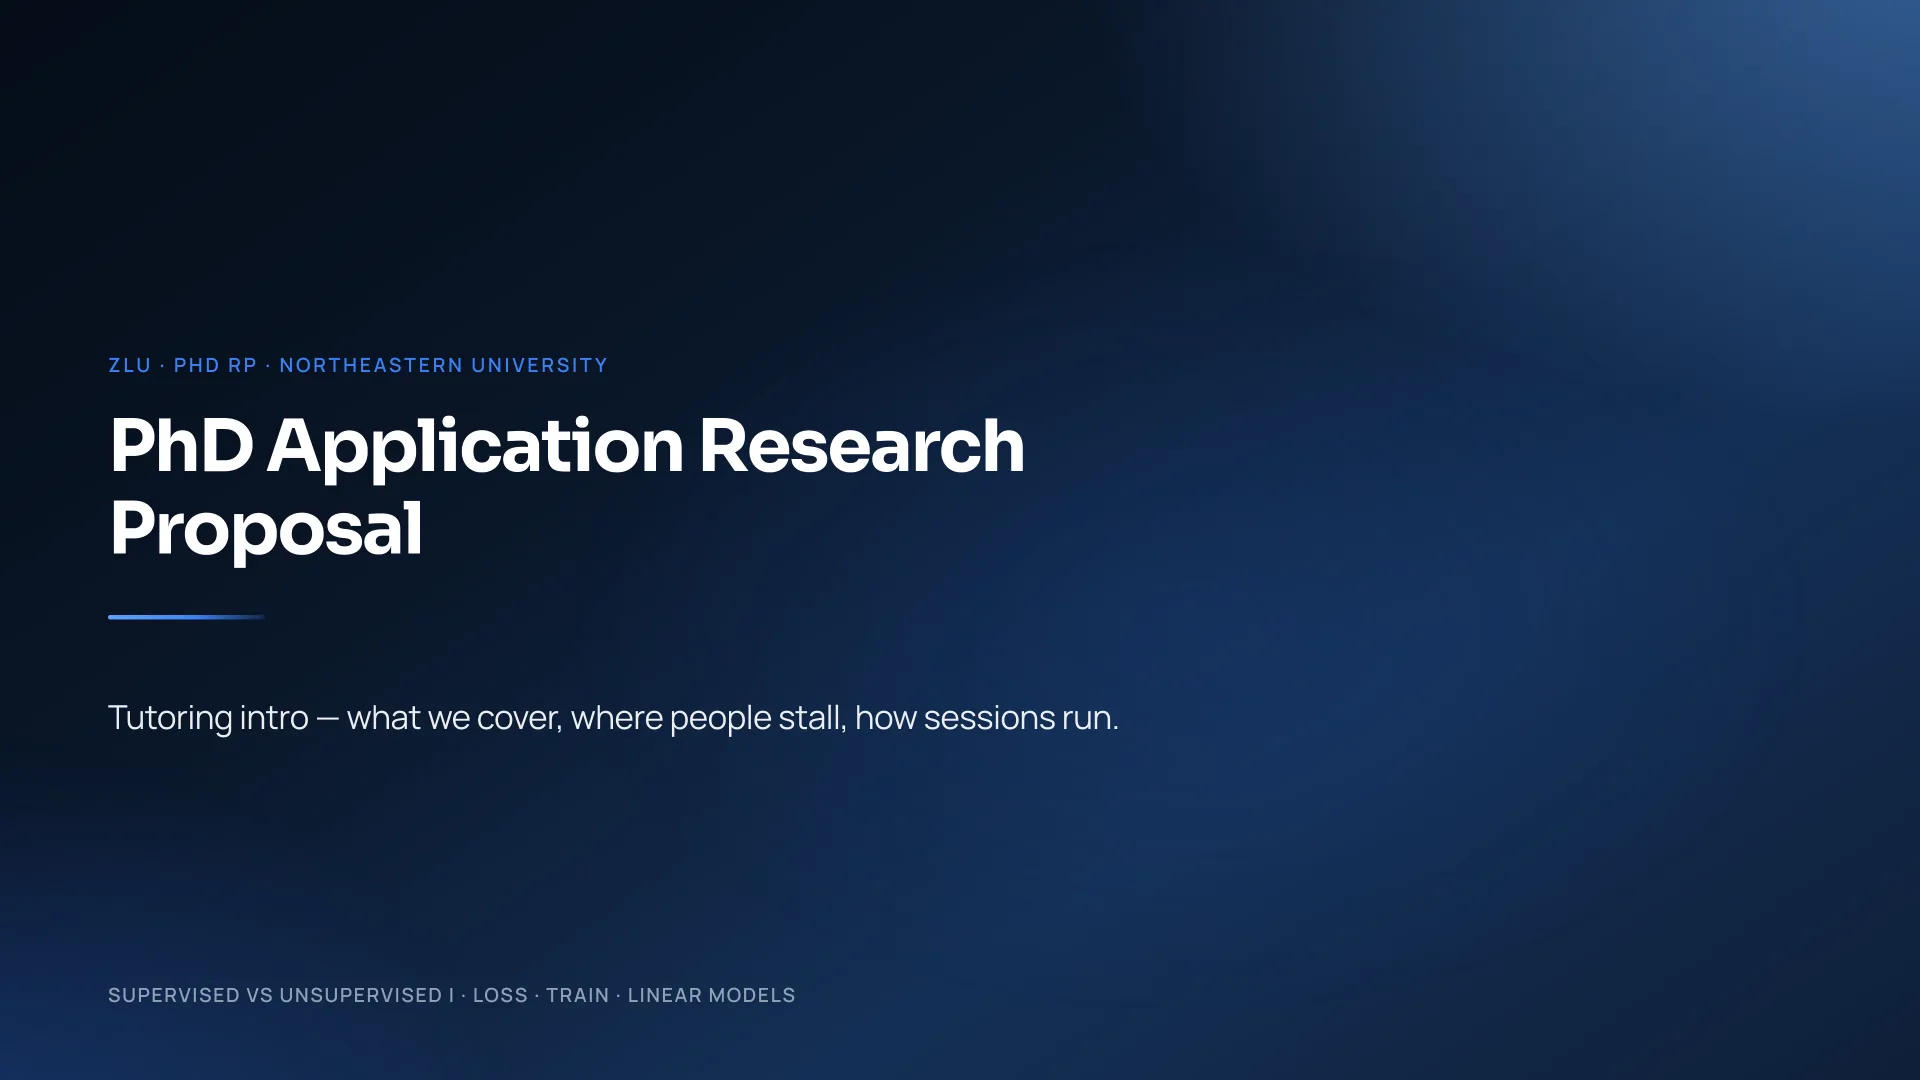 ZLU · PHD RP · NORTHEASTERN UNIVERSITY
PhD Application Research
Proposal
Tutoring intro — what we cover, where people stall, how sessions run.
SUPERVISED VS UNSUPERVISED I · LOSS · TRAIN · LINEAR MODELS